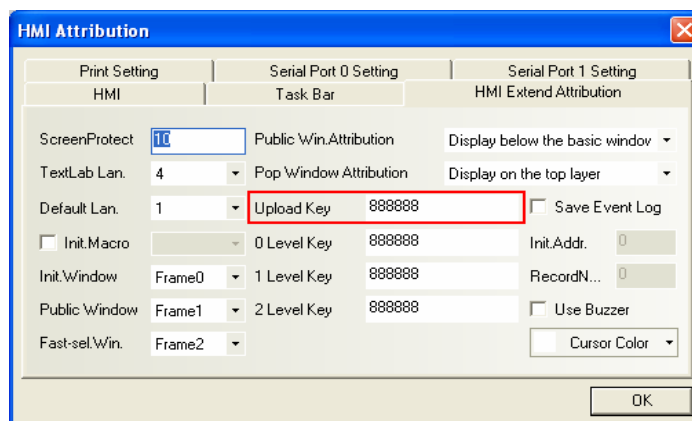 HMI Attribution
Print Setting Serial Port 0 Setting Serial Port 1 Setting
HMI Task Bar HMI Extend Attribution
ScreenProtect 10 Public Win.Attribution Display below the basic window
TextLab Lan. 4 Pop Window Attribution Display on the top layer
Default Lan. 1 Upload Key 888888 Save Event Log
Init.Macro 0 Level Key 888888 Init.Addr. 0
Init.Window Frame0 1 Level Key 888888 RecordN... 0
Public Window Frame1 2 Level Key 888888 Use Buzzer
Fast-sel.Win. Frame2 Cursor Color
OK